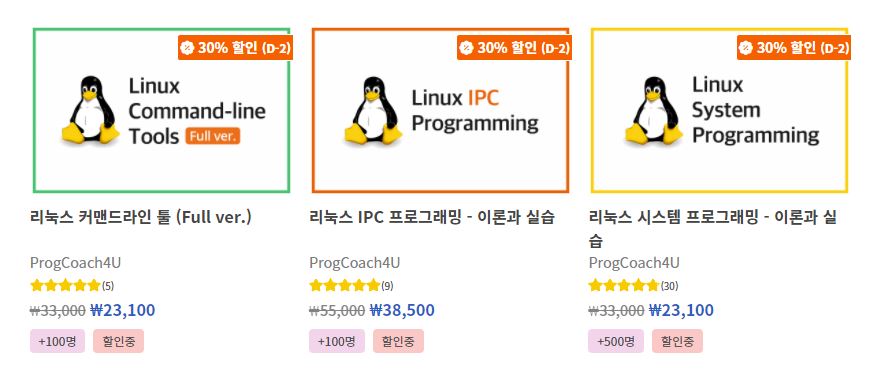 30% 할인 (D-2)
Linux
Command-line
Tools Full ver.
리눅스 커맨드라인 툴 (Full ver.)
ProgCoach4U
(5)
₩33,000 ₩23,100
+100명 할인중
30% 할인 (D-2)
Linux IPC
Programming
리눅스 IPC 프로그래밍 - 이론과 실습
ProgCoach4U
(9)
₩55,000 ₩38,500
+100명 할인중
30% 할인 (D-2)
Linux
System
Programming
리눅스 시스템 프로그래밍 - 이론과 실
습
ProgCoach4U
(30)
₩33,000 ₩23,100
+500명 할인중